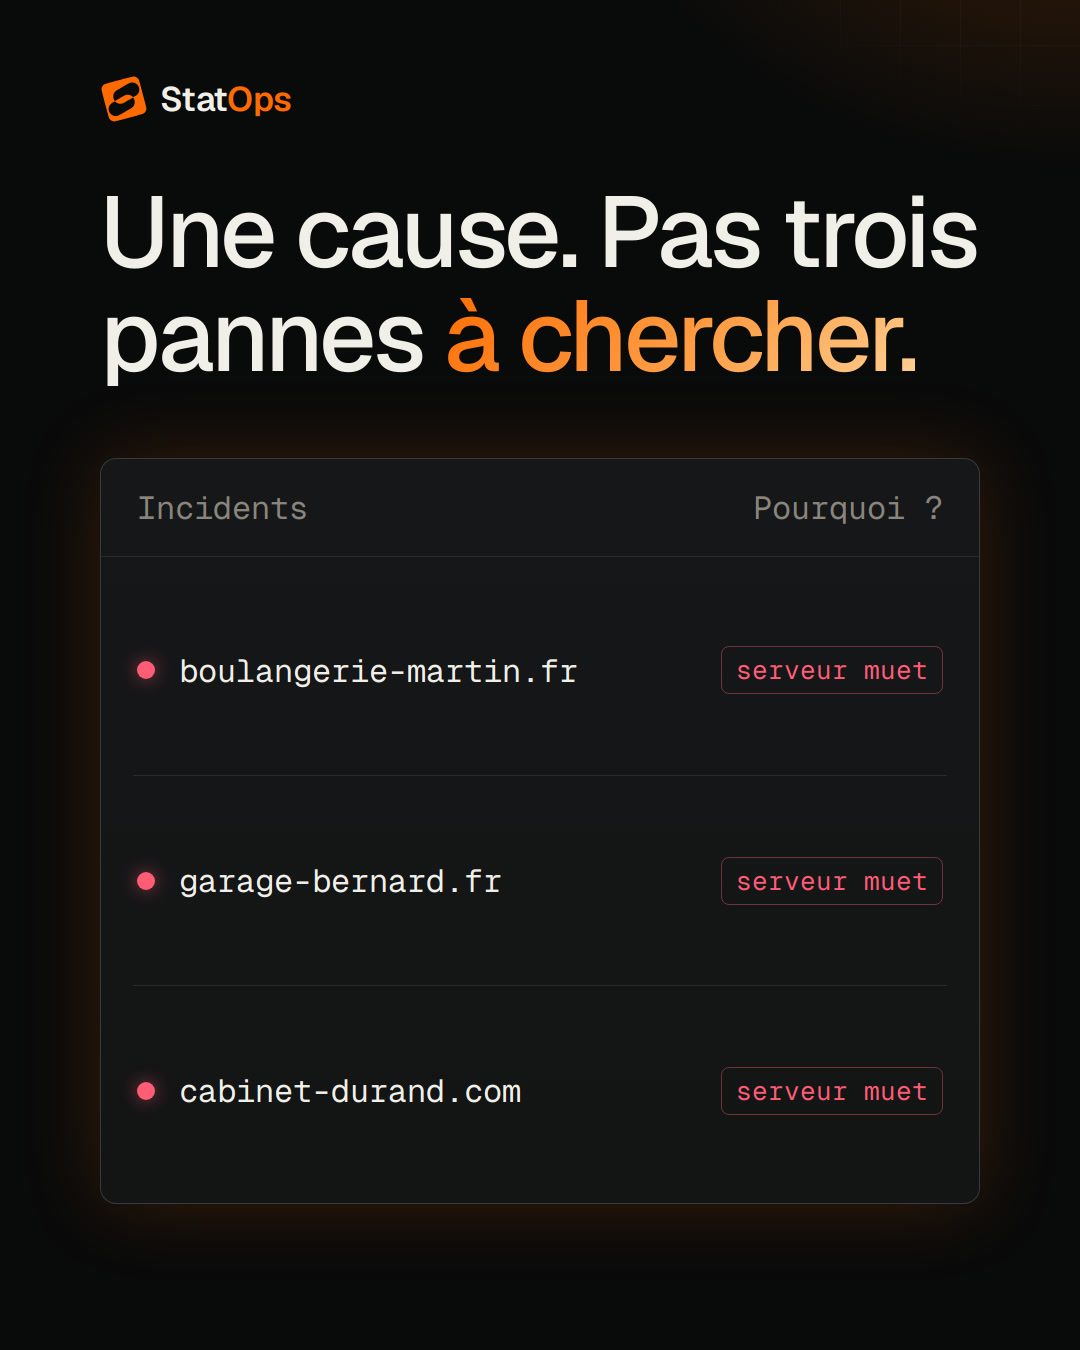 StatOps
Une cause. Pas trois
pannes à chercher.
Incidents Pourquoi ?
boulangerie-martin.fr serveur muet
garage-bernard.fr serveur muet
cabinet-durand.com serveur muet